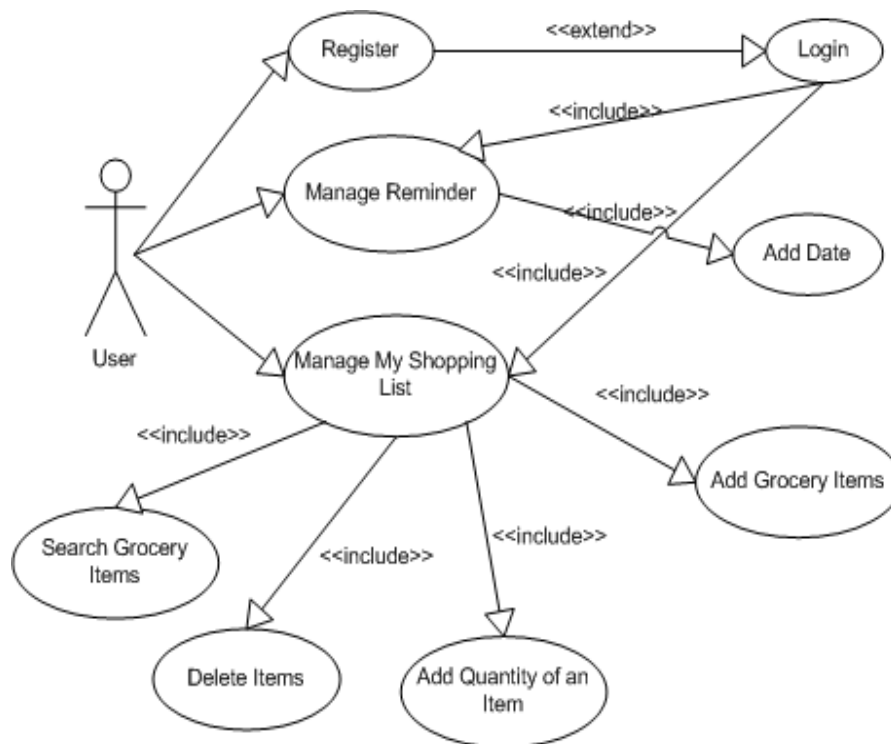 Register
<<extend>>
Login
<<include>>
Manage Reminder
<<include>>
Add Date
<<include>>
User
Manage My Shopping
List
<<include>>
<<include>>
Add Grocery Items
Search Grocery
Items
<<include>>
<<include>>
Delete Items
Add Quantity of an
Item